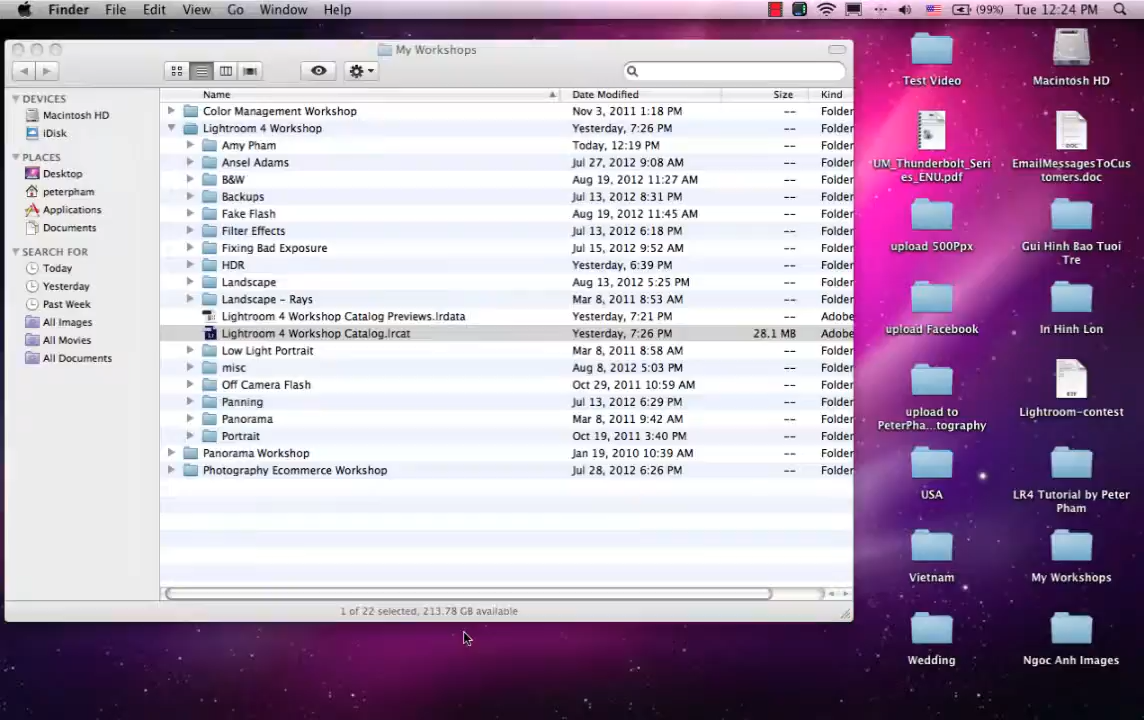 Finder File Edit View Go Window Help (99%) Tue 12:24 PM
My Workshops
DEVICES
Macintosh HD
iDisk
PLACES
Desktop
peterpham
Applications
Documents
SEARCH FOR
Today
Yesterday
Past Week
All Images
All Movies
All Documents
Name Date Modified Size Kind
Color Management Workshop Nov 3, 2011 1:18 PM -- Folder
Lightroom 4 Workshop Yesterday, 7:26 PM -- Folder
Amy Pham Today, 12:19 PM -- Folder
Ansel Adams Jul 27, 2012 9:08 AM -- Folder
B&W Aug 19, 2012 11:27 AM -- Folder
Backups Jul 13, 2012 8:31 PM -- Folder
Fake Flash Aug 19, 2012 11:45 AM -- Folder
Filter Effects Jul 13, 2012 6:18 PM -- Folder
Fixing Bad Exposure Jul 15, 2012 9:52 AM -- Folder
HDR Yesterday, 6:39 PM -- Folder
Landscape Aug 13, 2012 5:25 PM -- Folder
Landscape - Rays Mar 8, 2011 8:53 AM -- Folder
Lightroom 4 Workshop Catalog Previews.lrdata Yesterday, 7:21 PM -- Adobe
Lightroom 4 Workshop Catalog.lrcat Yesterday, 7:26 PM 28.1 MB Adobe
Low Light Portrait Mar 8, 2011 8:58 AM -- Folder
misc Aug 8, 2012 5:03 PM -- Folder
Off Camera Flash Oct 29, 2011 10:59 AM -- Folder
Panning Jul 13, 2012 6:29 PM -- Folder
Panorama Mar 8, 2011 9:42 AM -- Folder
Portrait Oct 19, 2011 3:40 PM -- Folder
Panorama Workshop Jan 19, 2010 10:39 AM -- Folder
Photography Ecommerce Workshop Jul 28, 2012 6:26 PM -- Folder
1 of 22 selected, 213.78 GB available
Test Video
Macintosh HD
UM_Thunderbolt_Seri
es_ENU.pdf
EmailMessagesToCu
stomers.doc
upload 500Ppx
Gui Hinh Bao Tuoi
Tre
upload Facebook
In Hinh Lon
upload to
PeterPha...tography
Lightroom-contest
USA
LR4 Tutorial by Peter
Pham
Vietnam
My Workshops
Wedding
Ngoc Anh Images